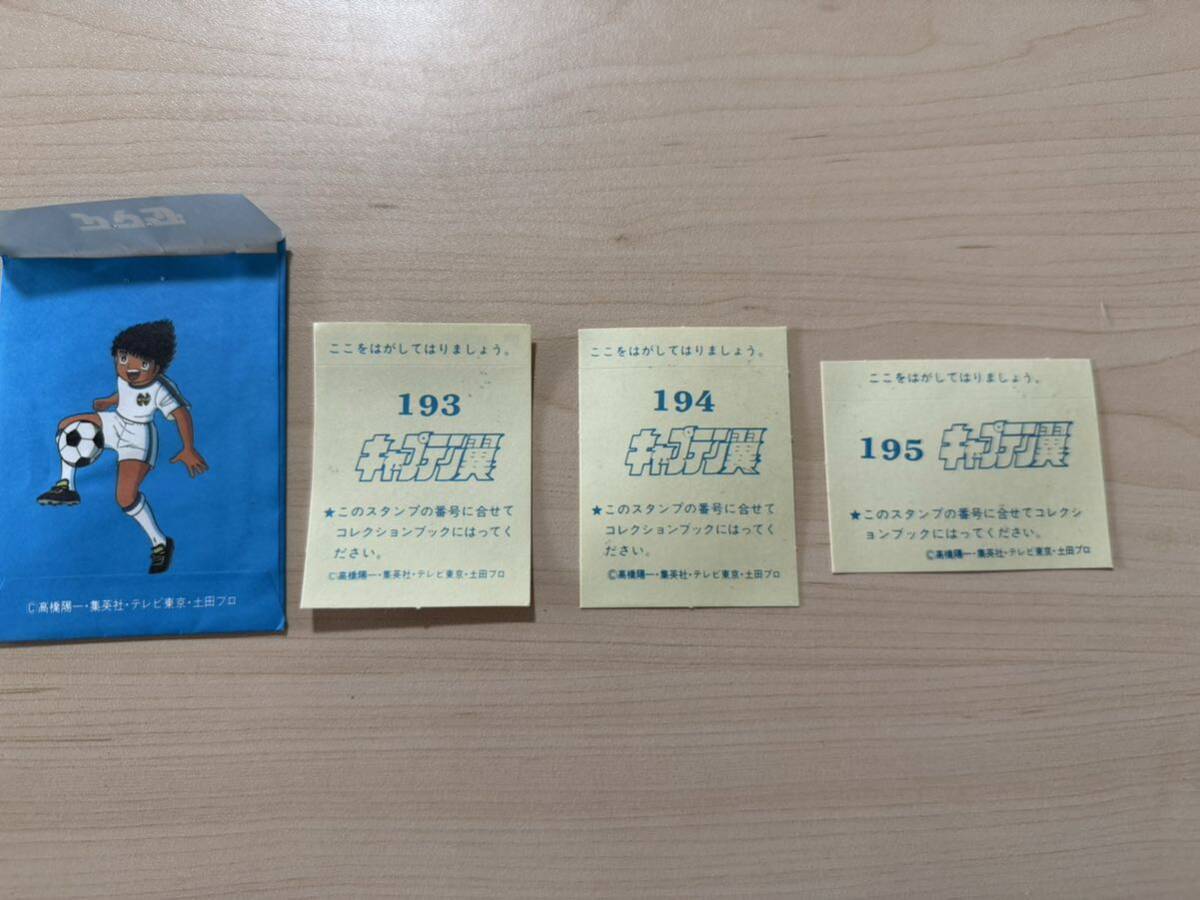 Ⓒ高橋陽一・集英社・テレビ東京・土田プロ
ここをはがしてはりましょう。
193
キャプテン翼
★このスタンプの番号に合せて
コレクションブックにはってく
ださい。
Ⓒ高橋陽一・集英社・テレビ東京・土田プロ
ここをはがしてはりましょう。
194
キャプテン翼
★このスタンプの番号に合せて
コレクションブックにはってく
ださい。
Ⓒ高橋陽一・集英社・テレビ東京・土田プロ
ここをはがしてはりましょう。
195 キャプテン翼
★このスタンプの番号に合せてコレクシ
ョンブックにはってください。
Ⓒ高橋陽一・集英社・テレビ東京・土田プロ